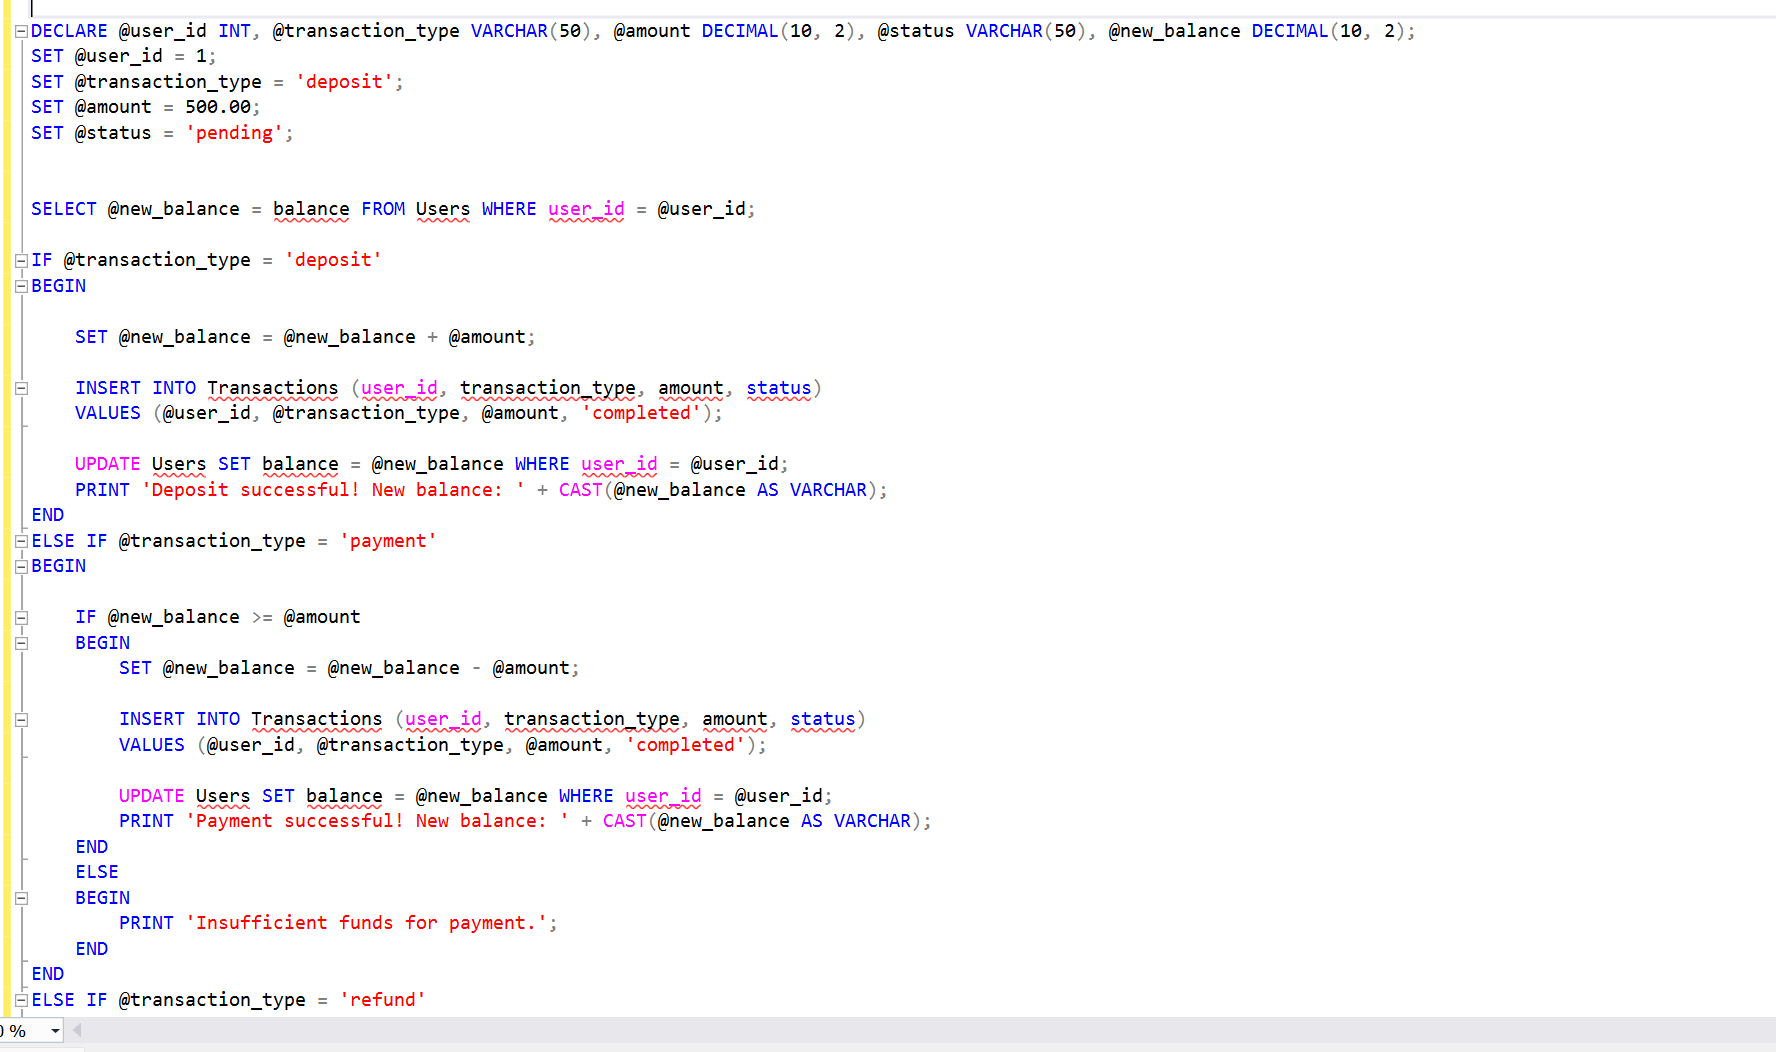 DECLARE @user_id INT, @transaction_type VARCHAR(50), @amount DECIMAL(10, 2), @status VARCHAR(50), @new_balance DECIMAL(10, 2);
SET @user_id = 1;
SET @transaction_type = 'deposit';
SET @amount = 500.00;
SET @status = 'pending';
SELECT @new_balance = balance FROM Users WHERE user_id = @user_id;
IF @transaction_type = 'deposit'
BEGIN
SET @new_balance = @new_balance + @amount;
INSERT INTO Transactions (user_id, transaction_type, amount, status)
VALUES (@user_id, @transaction_type, @amount, 'completed');
UPDATE Users SET balance = @new_balance WHERE user_id = @user_id;
PRINT 'Deposit successful! New balance: ' + CAST(@new_balance AS VARCHAR);
END
ELSE IF @transaction_type = 'payment'
BEGIN
IF @new_balance >= @amount
BEGIN
SET @new_balance = @new_balance - @amount;
INSERT INTO Transactions (user_id, transaction_type, amount, status)
VALUES (@user_id, @transaction_type, @amount, 'completed');
UPDATE Users SET balance = @new_balance WHERE user_id = @user_id;
PRINT 'Payment successful! New balance: ' + CAST(@new_balance AS VARCHAR);
END
ELSE
BEGIN
PRINT 'Insufficient funds for payment.';
END
END
ELSE IF @transaction_type = 'refund'
%